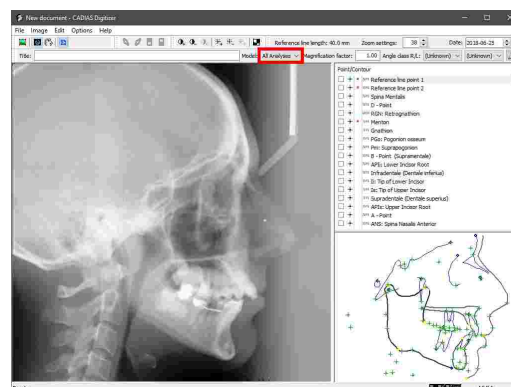 New document - CADIAS Digitizer
File Image Edit Options Help
Reference line length: 40.0 mm Zoom settings: 38 Date: 2018-06-25
Title: Model: All Analyses Magnification factor: 1.00 Angle class R/L: (Unknown) (Unknown)
Point/Contour
Reference line point 1
Reference line point 2
Spina Mentalis
D - Point
RGN: Retrognathion
Menton
Gnathion
PGo: Pogonion osseum
Pm: Suprapogonion
B - Point (Supramentale)
APIi: Lower Incisor Root
Infradentale (Dentale inferius)
Ii: Tip of Lower Incisor
Is: Tip of Upper Incisor
Supradentale (Dentale superius)
APIs: Upper Incisor Root
A -Point
ANS: Spina Nasalis Anterior